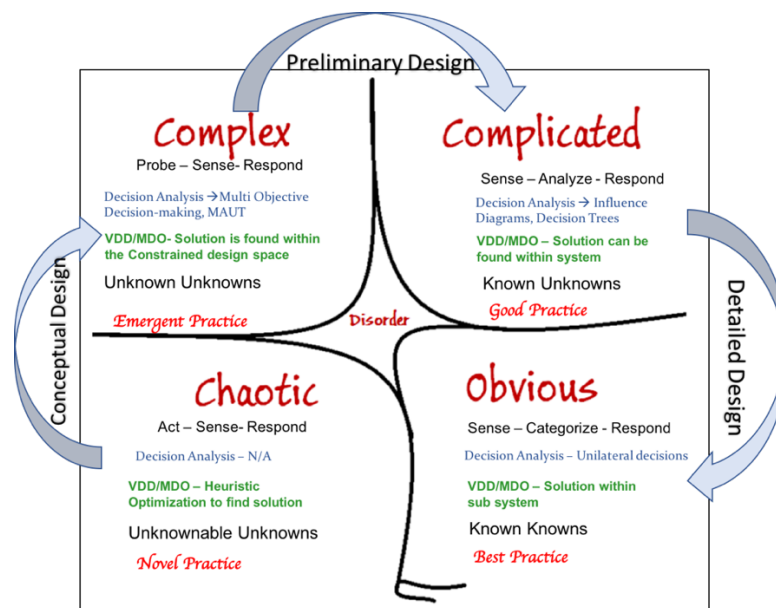 Preliminary Design
Complex
Probe – Sense- Respond
Decision Analysis →Multi Objective
Decision-making, MAUT
VDD/MDO- Solution is found within
the Constrained design space
Unknown Unknowns
Emergent Practice
Complicated
Sense – Analyze - Respond
Decision Analysis → Influence
Diagrams, Decision Trees
VDD/MDO – Solution can be
found within system
Known Unknowns
Good Practice
Disorder
Conceptual Design
Detailed Design
Chaotic
Act – Sense- Respond
Decision Analysis – N/A
VDD/MDO – Heuristic
Optimization to find solution
Unknownable Unknowns
Novel Practice
Obvious
Sense – Categorize - Respond
Decision Analysis – Unilateral decisions
VDD/MDO – Solution within
sub system
Known Knowns
Best Practice